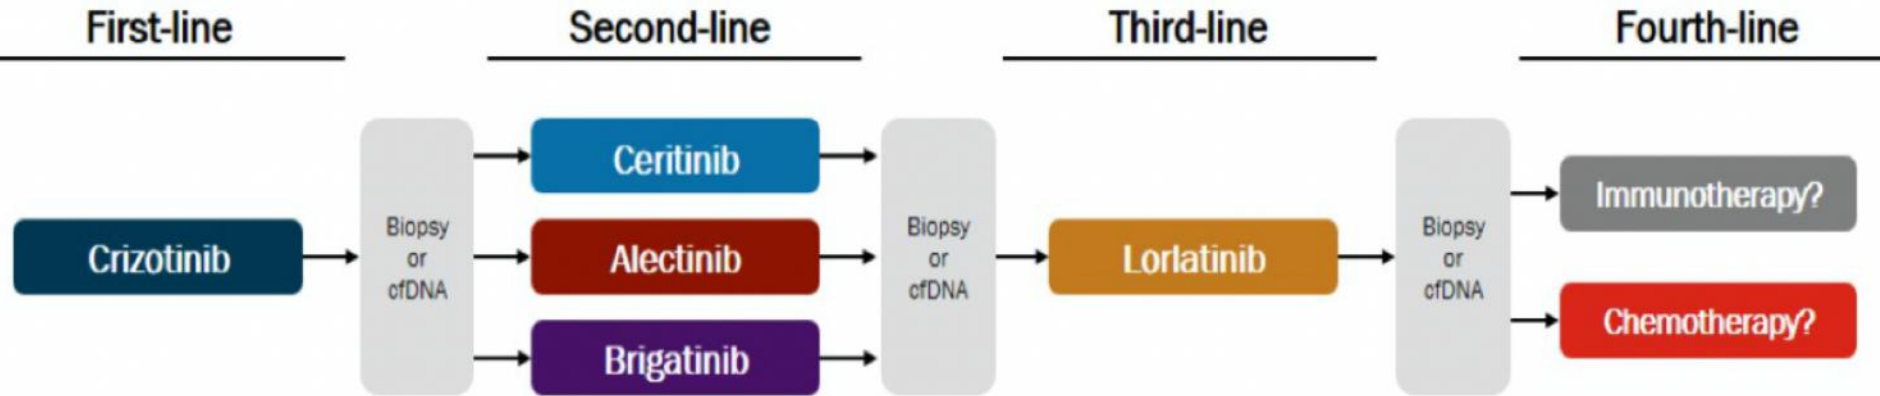 First-line
Second-line
Third-line
Fourth-line
Crizotinib
Biopsy
or
cfDNA
Ceritinib
Alectinib
Brigatinib
Biopsy
or
cfDNA
Lorlatinib
Biopsy
or
cfDNA
Immunotherapy?
Chemotherapy?